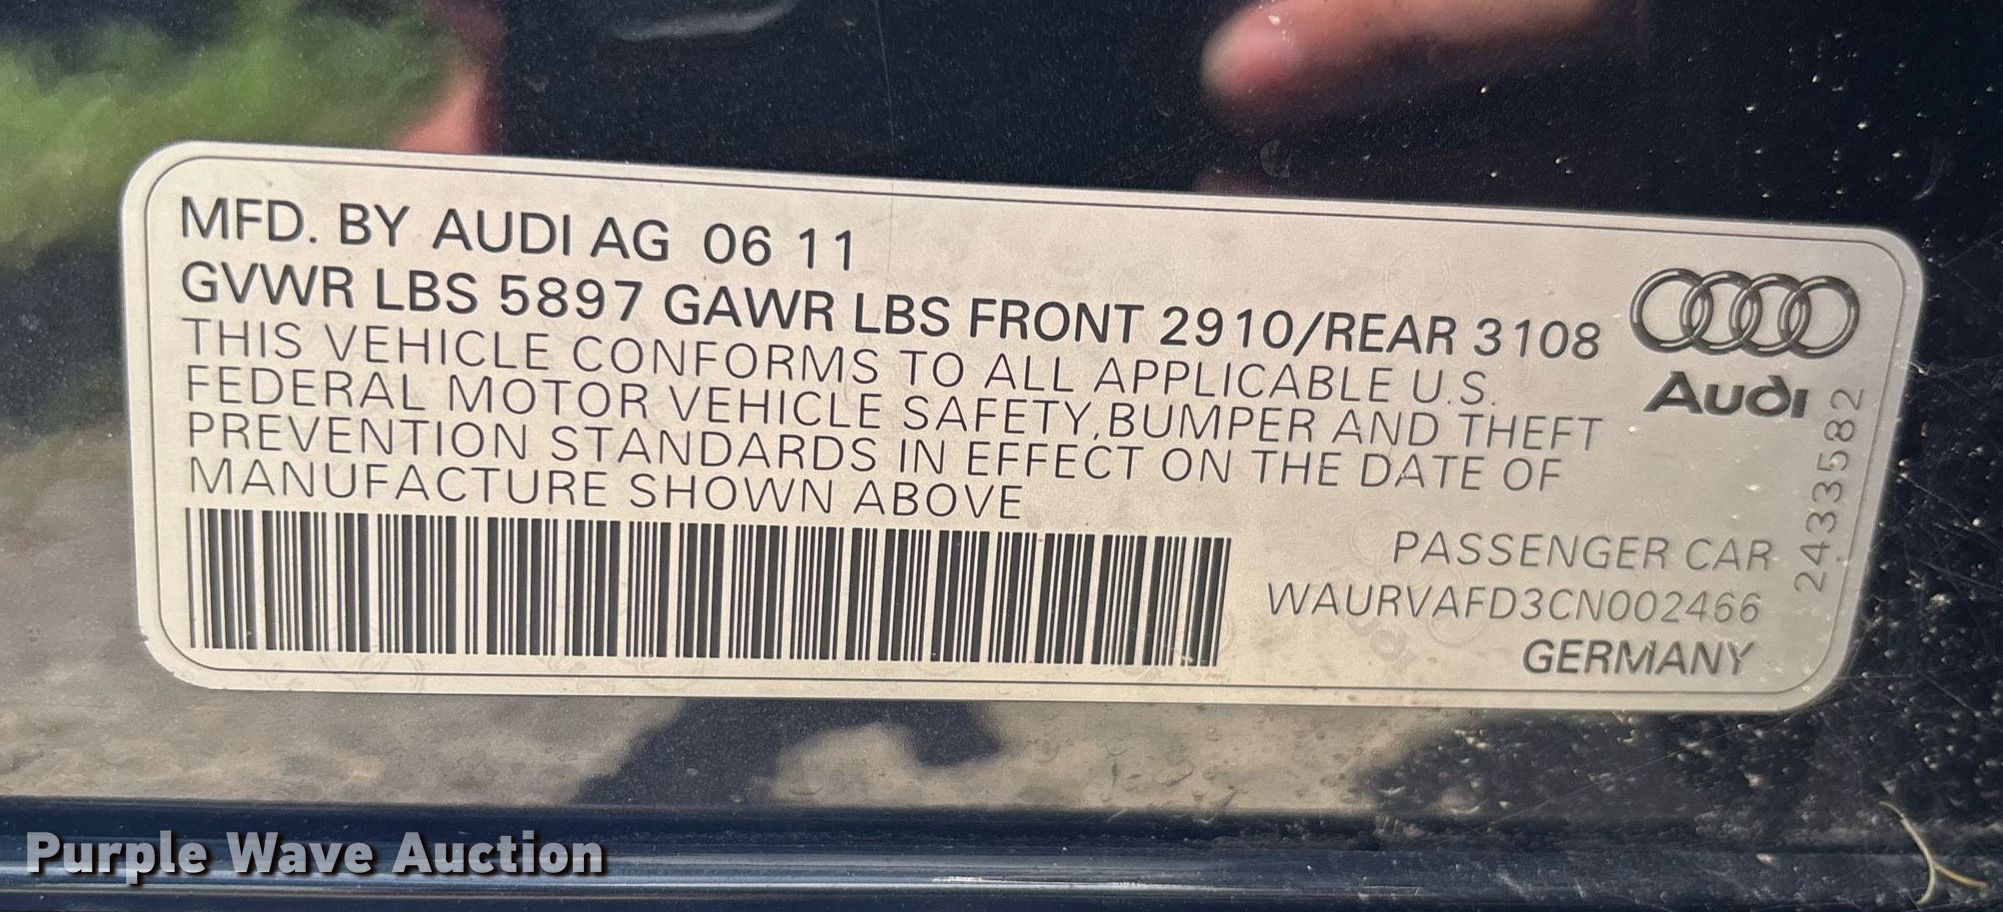 MFD. BY AUDI AG 06 11
GVWR LBS 5897 GAWR LBS FRONT 2910/REAR 3108
THIS VEHICLE CONFORMS TO ALL APPLICABLE U.S.
FEDERAL MOTOR VEHICLE SAFETY,BUMPER AND THEFT
PREVENTION STANDARDS IN EFFECT ON THE DATE OF
MANUFACTURE SHOWN ABOVE
Audi
2433582
PASSENGER CAR
WAURVAFD3CN002466
GERMANY
Purple Wave Auction